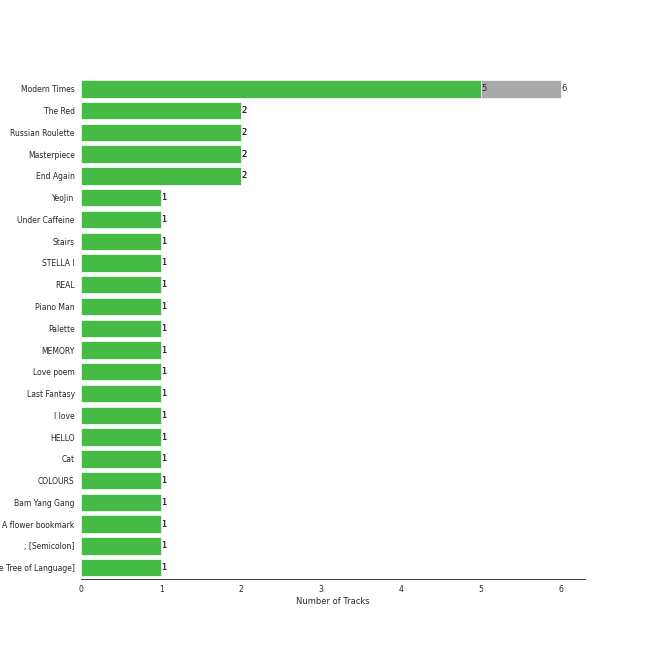 Modern Times 5 6
The Red 2
Russian Roulette 2
Masterpiece 2
End Again 2
YeoJin 1
Under Caffeine 1
Stairs 1
STELLA I 1
REAL 1
Piano Man 1
Palette 1
MEMORY 1
Love poem 1
Last Fantasy 1
I love 1
HELLO 1
Cat 1
COLOURS 1
Bam Yang Gang 1
A flower bookmark 1
; [Semicolon] 1
e Tree of Language] 1
0 1 2 3 4 5 6
Number of Tracks